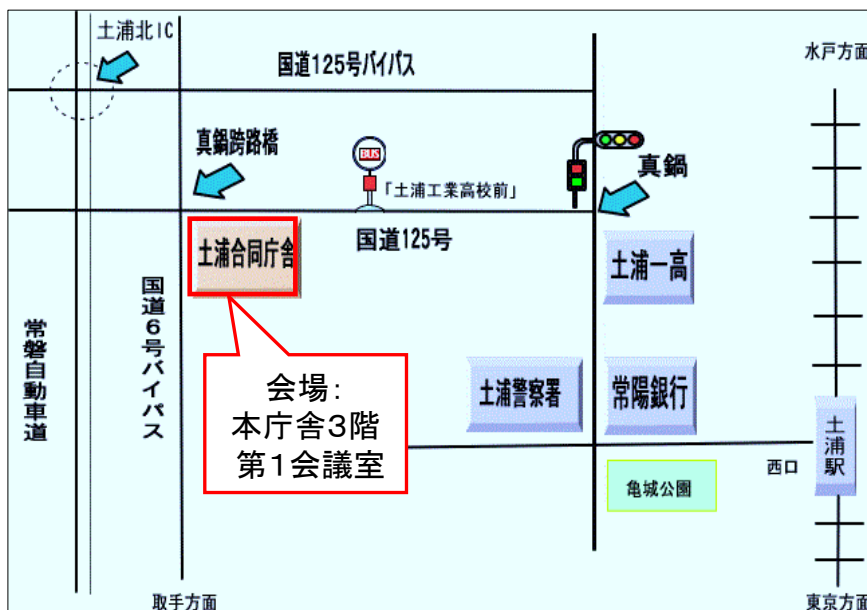 土浦北IC
国道125号バイパス
水戸方面
真鍋跨路橋
BUS
「土浦工業高校前」
真鍋
国道125号
土浦合同庁舎
土浦一高
常磐自動車道
国道6号バイパス
会場:
本庁舎3階
第1会議室
土浦警察署
常陽銀行
土浦駅
西口
亀城公園
取手方面
東京方面